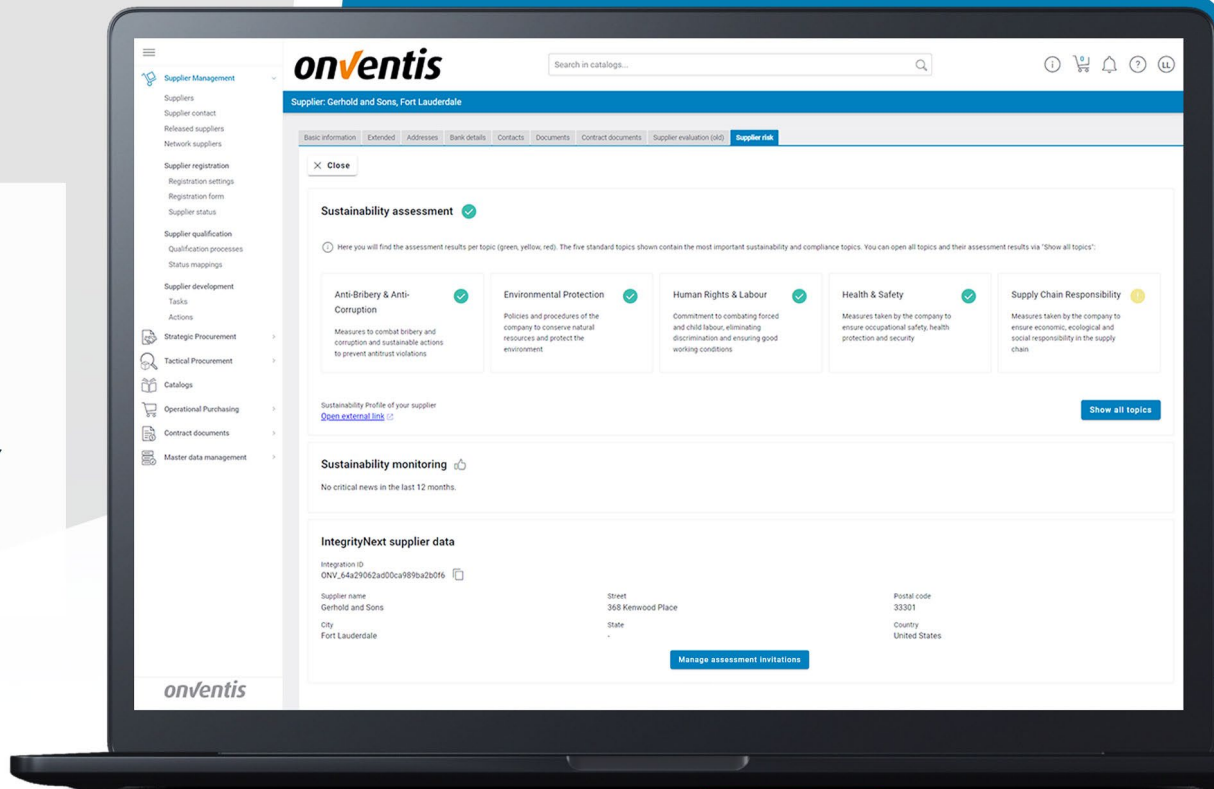 onventis
Search in catalogs...
0
?
LL
Supplier Management
Suppliers
Supplier contact
Released suppliers
Network suppliers
Supplier registration
Registration settings
Registration form
Supplier status
Supplier qualification
Qualification processes
Status mappings
Supplier development
Tasks
Actions
Strategic Procurement
Tactical Procurement
Catalogs
Operational Purchasing
Contract documents
Master data management
onventis
Supplier: Gerhold and Sons, Fort Lauderdale
Basic information Extended Addresses Bank details Contacts Documents Contract documents Supplier evaluation (old) Supplier risk
× Close
Sustainability assessment
Here you will find the assessment results per topic (green, yellow, red). The five standard topics shown contain the most important sustainability and compliance topics. You can open all topics and their assessment results via "Show all topics":
Anti-Bribery & Anti-
Corruption
Measures to combat bribery and
corruption and sustainable actions
to prevent antitrust violations
Environmental Protection
Policies and procedures of the
company to conserve natural
resources and protect the
environment
Human Rights & Labour
Commitment to combating forced
and child labour, eliminating
discrimination and ensuring good
working conditions
Health & Safety
Measures taken by the company to
ensure occupational safety, health
protection and security
Supply Chain Responsibility
Measures taken by the company to
ensure economic, ecological and
social responsibility in the supply
chain
Sustainability Profile of your supplier
Open external link
Show all topics
Sustainability monitoring
No critical news in the last 12 months.
IntegrityNext supplier data
Integration ID
ONV_64a29062ad00ca989ba2b0f6
Supplier name
Gerhold and Sons
Street
368 Kenwood Place
Postal code
33301
City
Fort Lauderdale
State
-
Country
United States
Manage assessment invitations